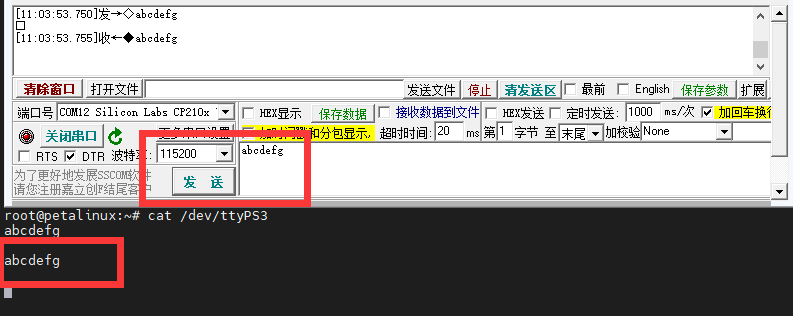 [11:03:53.750]发→◇abcdefg
□
[11:03:53.755]收←◆abcdefg
清除窗口 打开文件 发送文件 停止 清发送区 最前 English 保存参数 扩展
端口号 COM12 Silicon Labs CP210x HEX显示 保存数据 接收数据到文件 HEX发送 定时发送: 1000 ms/次 加回车换行
关闭串口 更多串口设置 加时间戳和分包显示, 超时时间: 20 ms 第1 字节 至 末尾 加校验 None
RTS DTR 波特率: 115200 abcdefg
为了更好地发展SSCOM软件
请您注册嘉立创F结尾客户
发 送
root@petalinux:~# cat /dev/ttyPS3
abcdefg
abcdefg